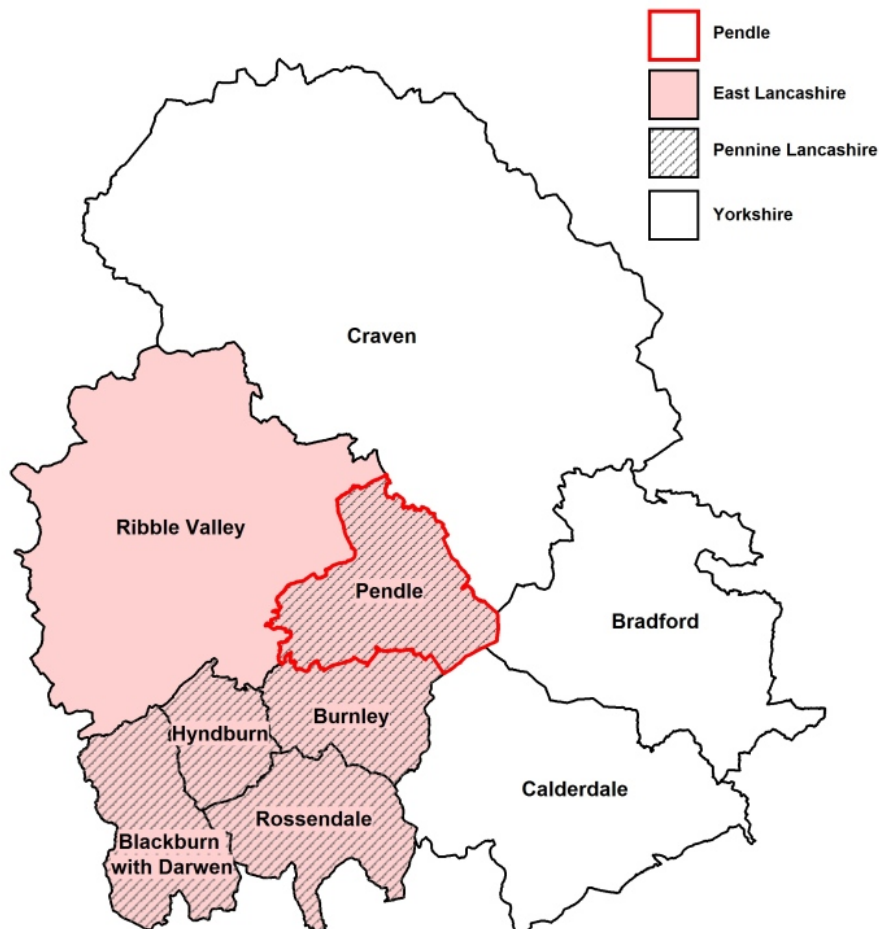 Pendle
East Lancashire
Pennine Lancashire
Yorkshire
Craven
Ribble Valley
Pendle
Bradford
Burnley
Hyndburn
Calderdale
Rossendale
Blackburn
with Darwen